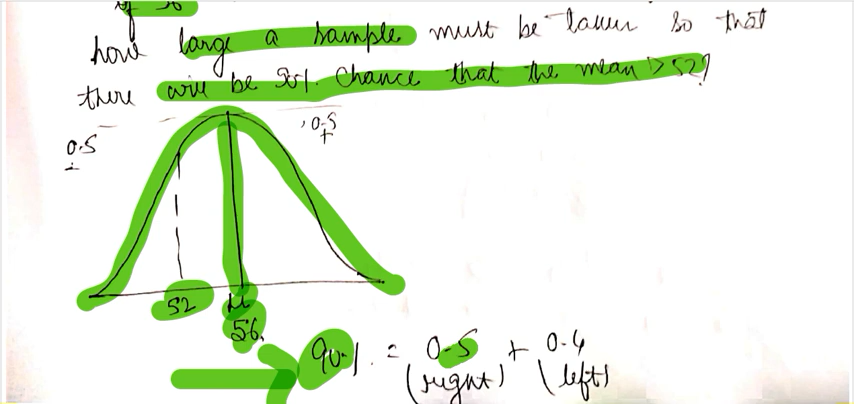 how large a sample must be taken so that
there will be 90%. Chance that the mean > 52?
0.5
0.5
+
52
μ
56.
90%. = 0.5 + 0.4
(right) (left)